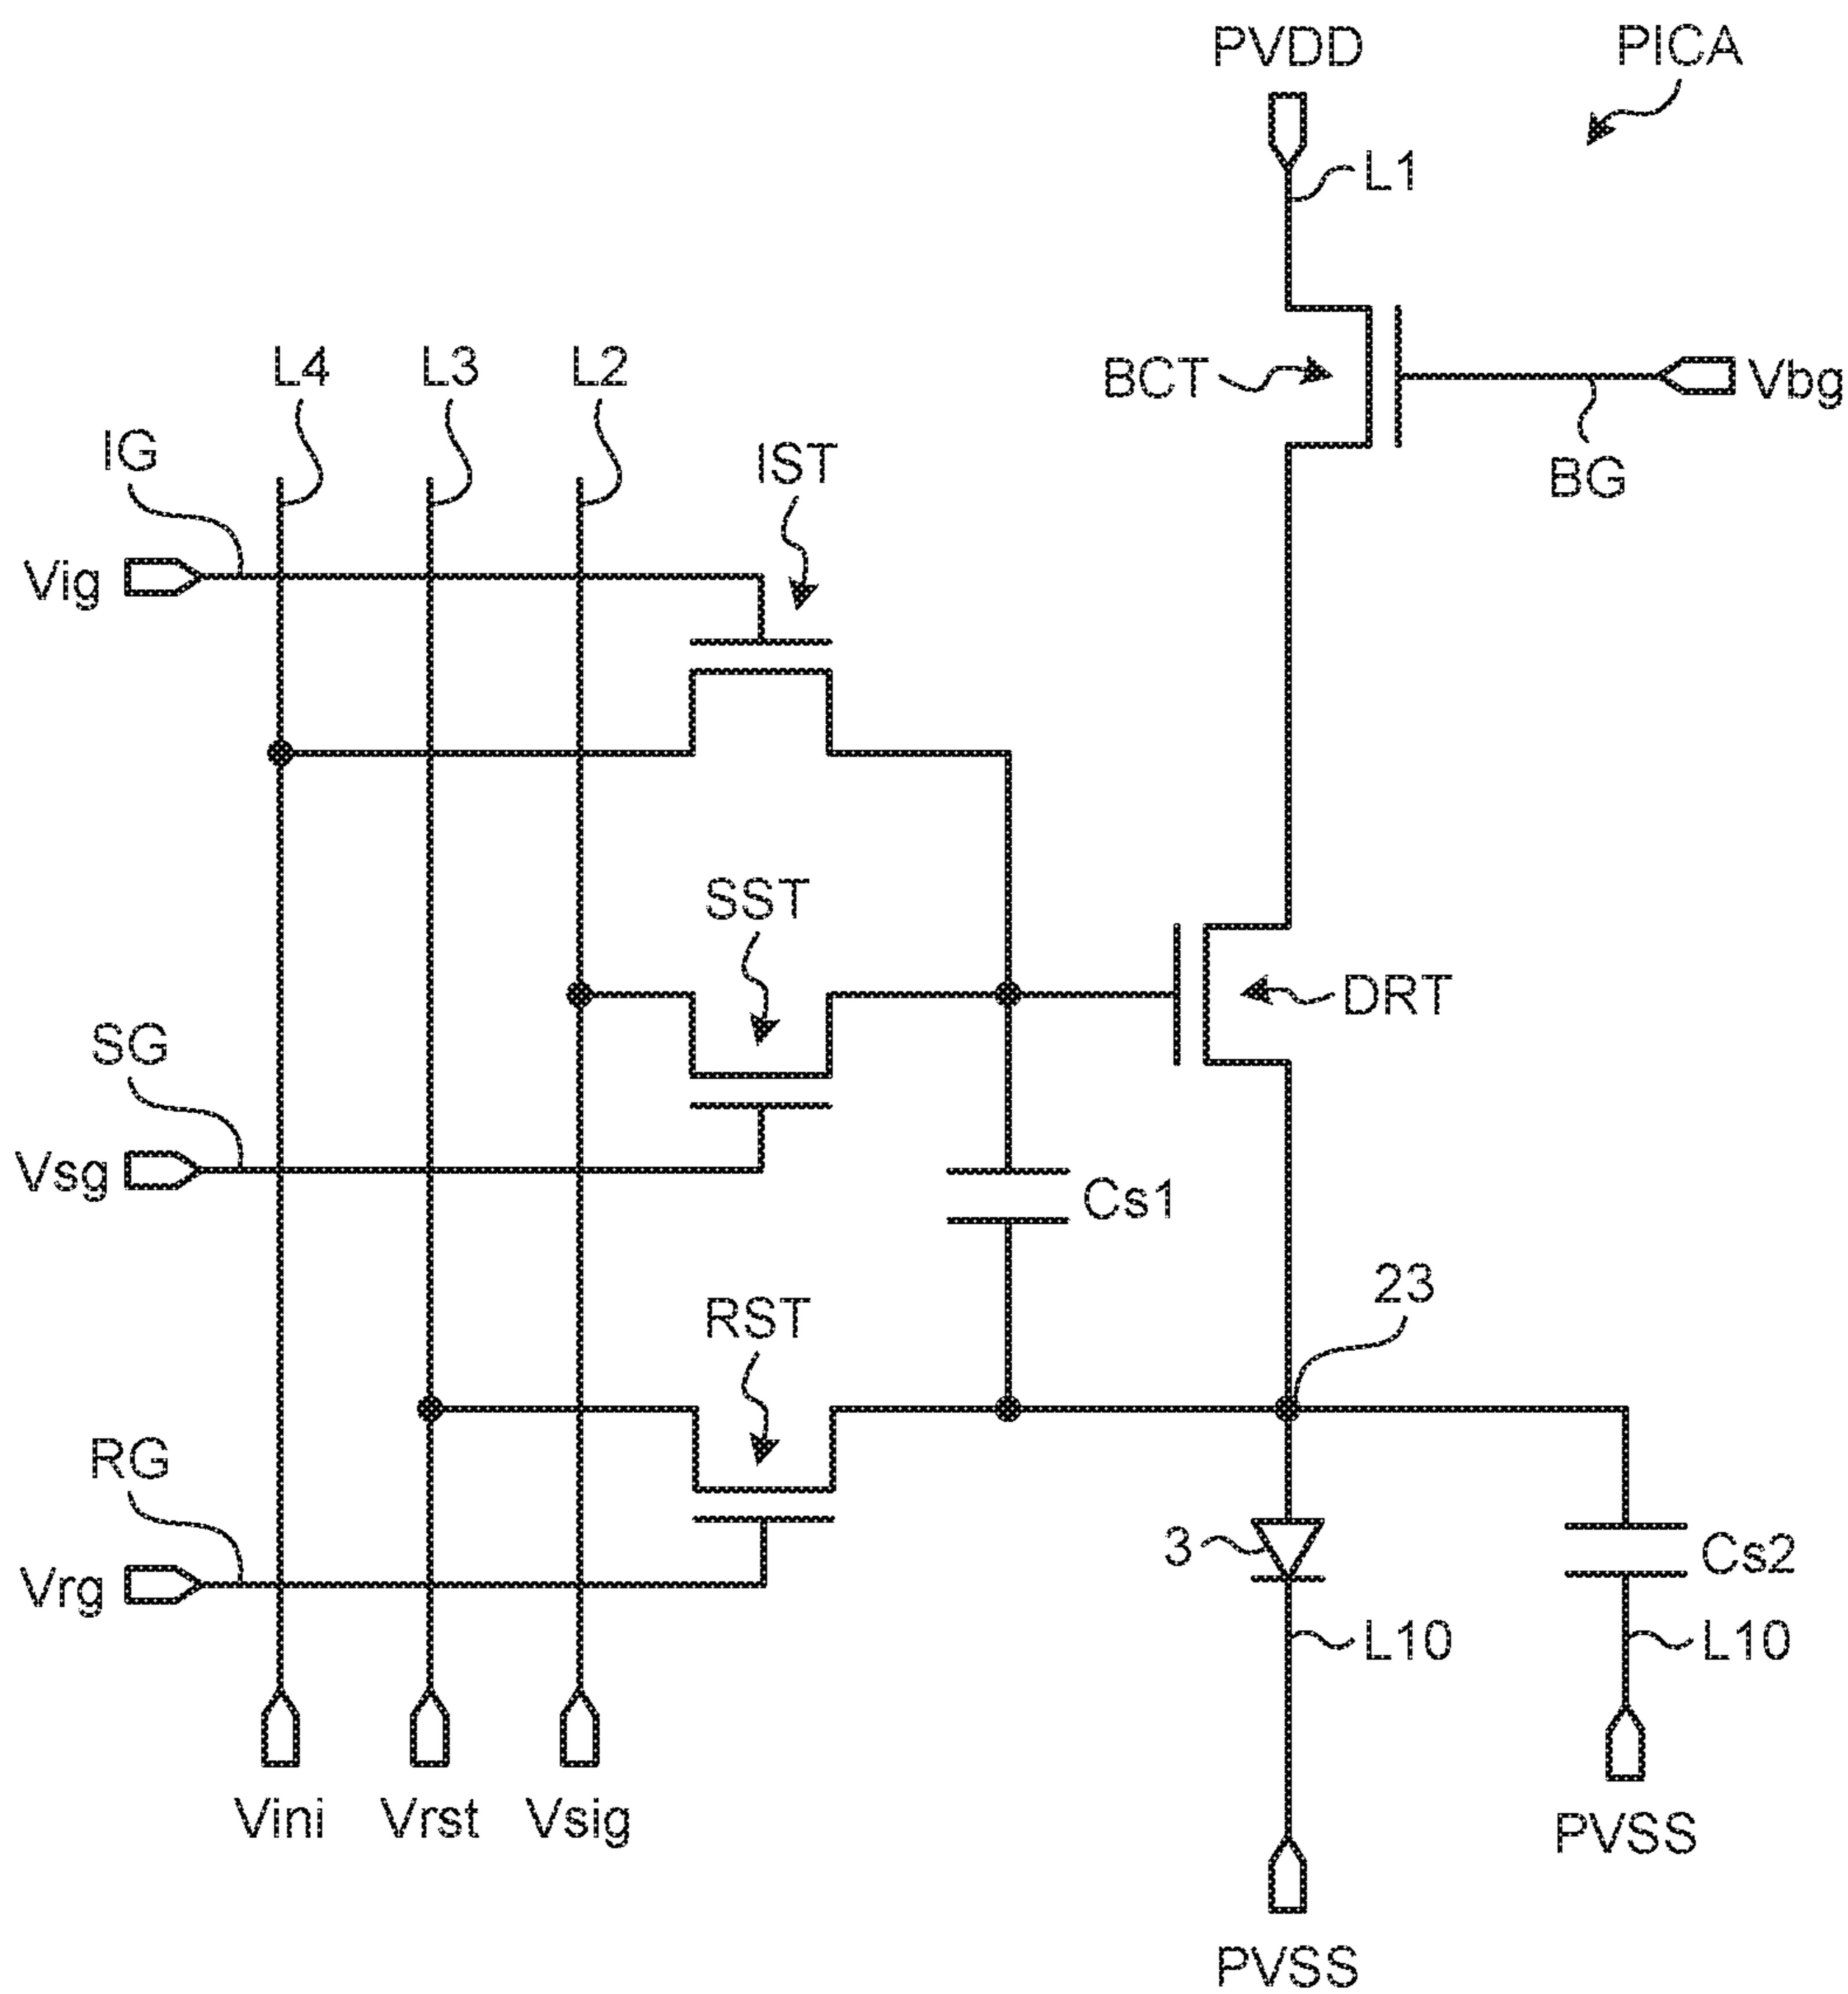 PVDD
PICA
L1
L4
L3
L2
BCT
Vbg
IG
IST
BG
Vig
SST
DRT
SG
Vsg
Cs1
23
RST
RG
3
Cs2
Vrg
L10
L10
Vini
Vrst
Vsig
PVSS
PVSS